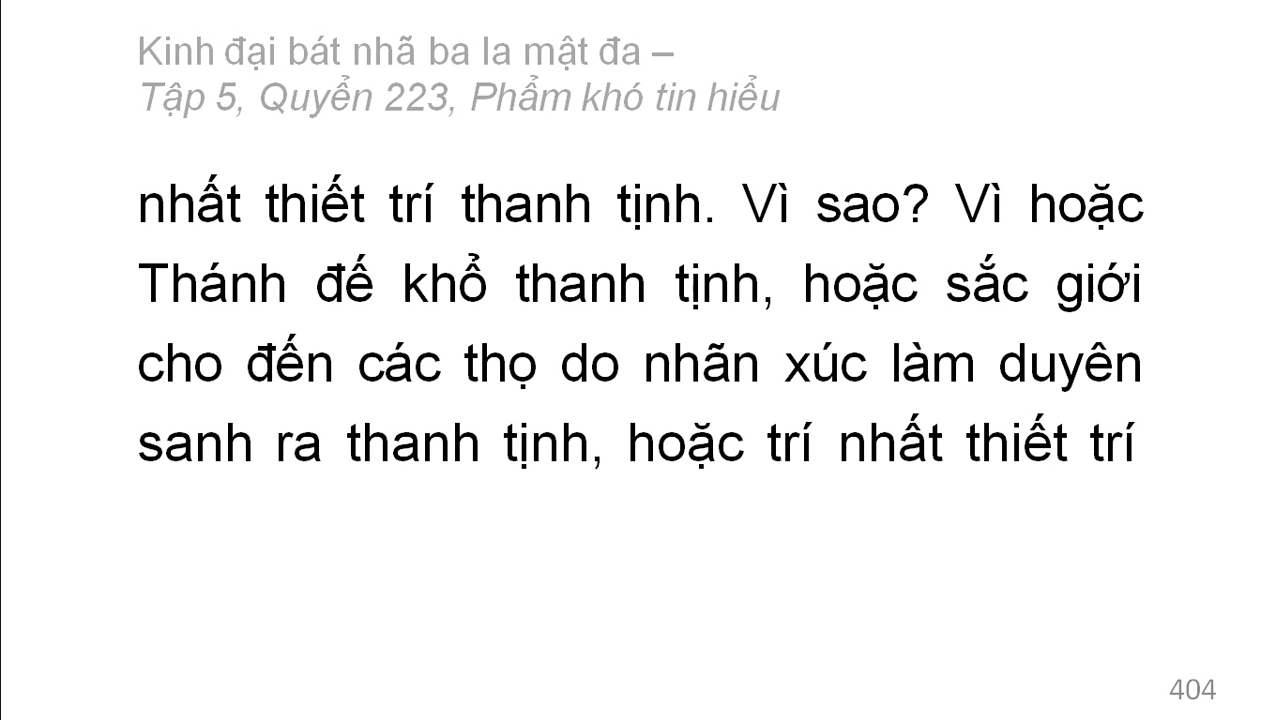 Kinh đại bát nhã ba la mật đa –
Tập 5, Quyển 223, Phẩm khó tin hiểu
nhất thiết trí thanh tịnh. Vì sao? Vì hoặc
Thánh đế khổ thanh tịnh, hoặc sắc giới
cho đến các thọ do nhãn xúc làm duyên
sanh ra thanh tịnh, hoặc trí nhất thiết trí
404